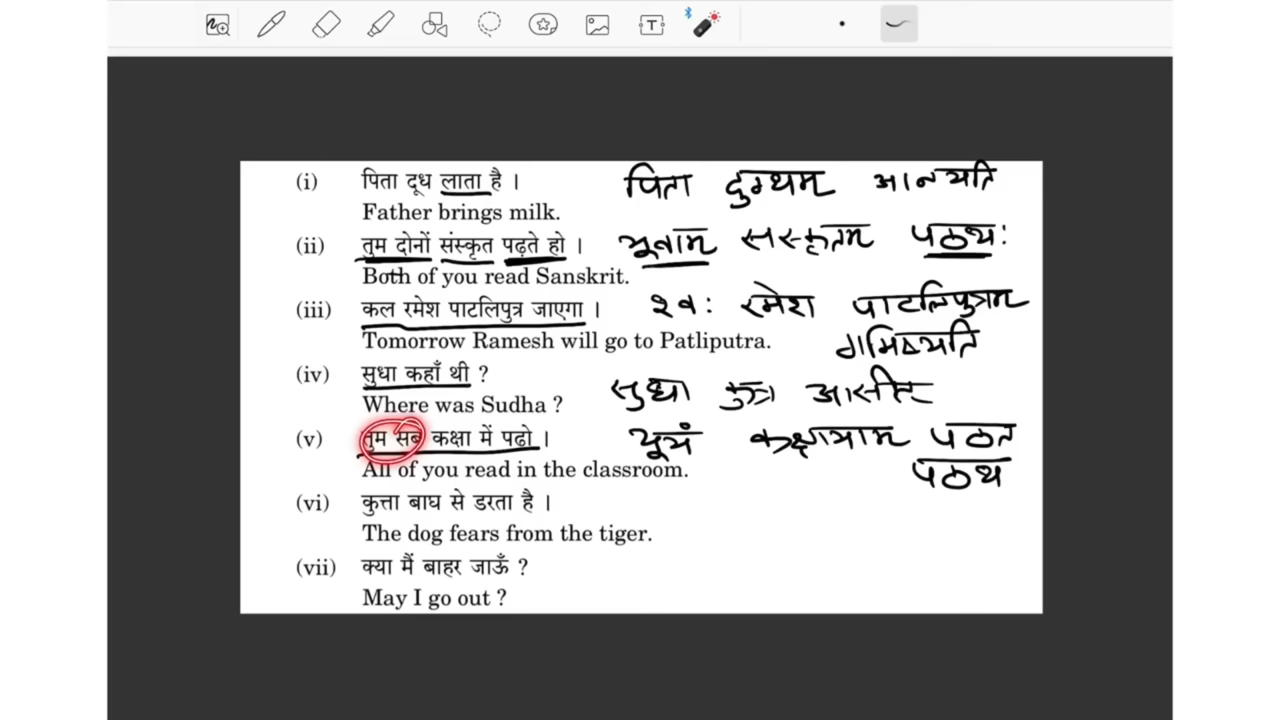 (i) पिता दूध लाता है । पिता दुग्धम आनयति
Father brings milk.
(ii) तुम दोनों संस्कृत पढ़ते हो । यूवाम संस्कृतम पठथः
Both of you read Sanskrit.
(iii) कल रमेश पाटलिपुत्र जाएगा । श्वः रमेश पाटलिपुत्रम
Tomorrow Ramesh will go to Patliputra. गमिष्यति
(iv) सुधा कहाँ थी ? सुधा कुत्र आसीत
Where was Sudha ?
(v) तुम सब कक्षा में पढो । यूयं कक्षायाम पठत
All of you read in the classroom. पठथ
(vi) कुत्ता बाघ से डरता है ।
The dog fears from the tiger.
(vii) क्या मैं बाहर जाऊँ ?
May I go out ?